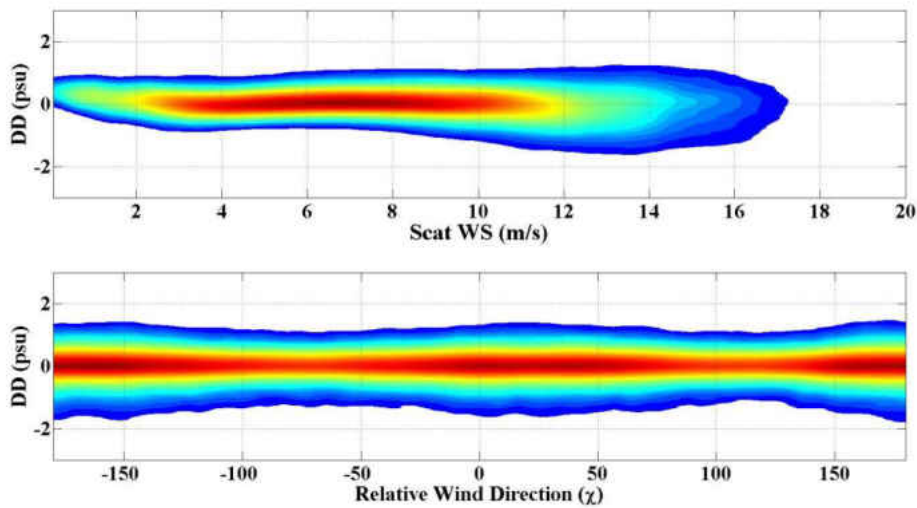 DD (psu)
2
0
-2
2 4 6 8 10 12 14 16 18 20
Scat WS (m/s)
DD (psu)
2
0
-2
-150 -100 -50 0 50 100 150
Relative Wind Direction (χ)